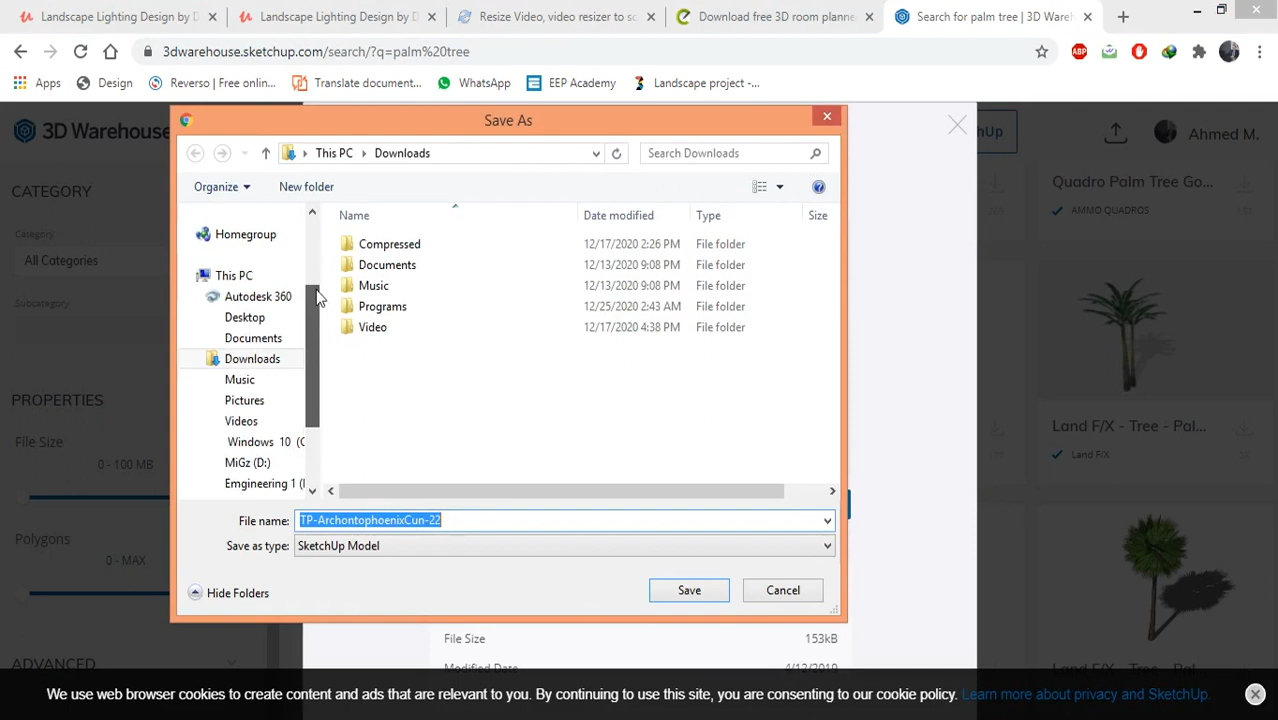 Landscape Lighting Design by D
Landscape Lighting Design by D
Resize Video, video resizer to sc
Download free 3D room planne
Search for palm tree | 3D Wareh
3dwarehouse.sketchup.com/search/?q=palm%20tree
ABP
Apps
Design
Reverso | Free onlin...
Translate document...
WhatsApp
EEP Academy
Landscape project -...
3D Warehouse
Ahmed M.
CATEGORY
Category
All Categories
Subcategory
PROPERTIES
File Size
0 - 100 MB
Polygons
0 - MAX
ADVANCED
Save As
This PC
Downloads
Search Downloads
Organize
New folder
Name
Date modified
Type
Size
Homegroup
This PC
Autodesk 360
Desktop
Documents
Downloads
Music
Pictures
Videos
Windows 10 (C
MiGz (D:)
Emgineering 1 (
Compressed 12/17/2020 2:26 PM File folder
Documents 12/13/2020 9:08 PM File folder
Music 12/13/2020 9:08 PM File folder
Programs 12/25/2020 2:43 AM File folder
Video 12/17/2020 4:38 PM File folder
File name: TP-ArchontophoenixCun-22
Save as type: SketchUp Model
Hide Folders
Save
Cancel
File Size 153kB
Modified Date 4/12/2019
Quadro Palm Tree Go...
AMMO QUADROS
Land F/X - Tree - Pal...
Land F/X
Land F/X - Tree - Pal...
We use web browser cookies to create content and ads that are relevant to you. By continuing to use this site, you are consenting to our cookie policy. Learn more about privacy and SketchUp.